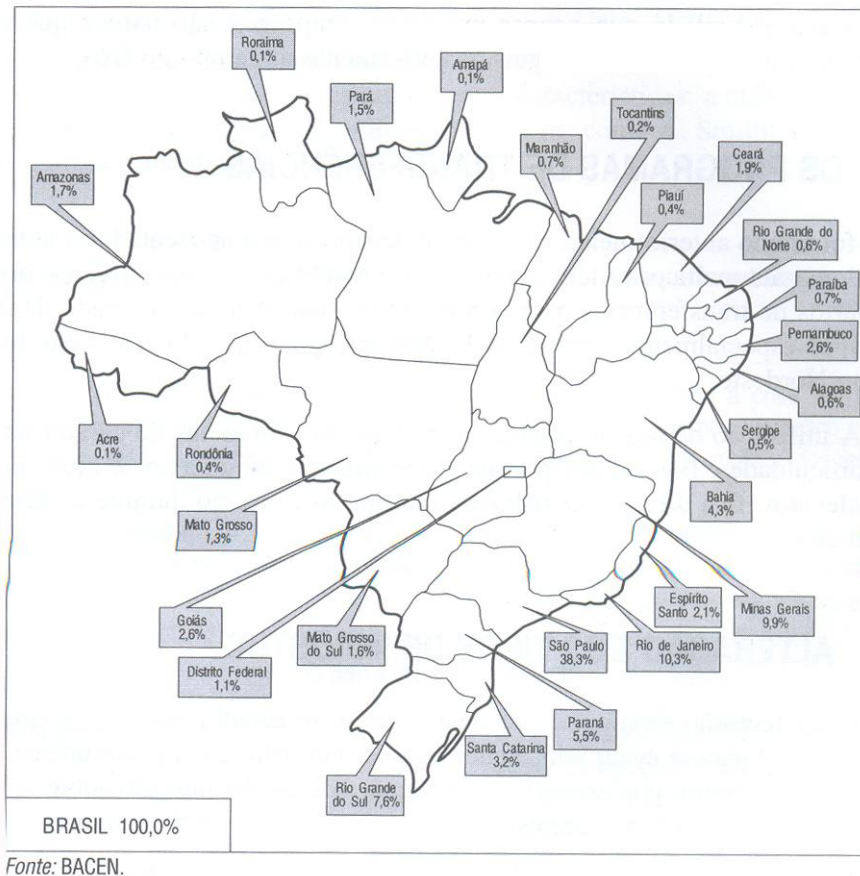 Roraima
0,1%
Amapá
0,1%
Pará
1,5%
Tocantins
0,2%
Maranhão
0,7%
Ceará
1,9%
Amazonas
1,7%
Piauí
0,4%
Rio Grande do
Norte 0,6%
Paraíba
0,7%
Pernambuco
2,6%
Alagoas
0,6%
Sergipe
0,5%
Acre
0,1%
Rondônia
0,4%
Bahia
4,3%
Mato Grosso
1,3%
Espírito
Santo 2,1%
Minas Gerais
9,9%
Goiás
2,6%
Mato Grosso
do Sul 1,6%
São Paulo
38,3%
Rio de Janeiro
10,3%
Distrito Federal
1,1%
Paraná
5,5%
Santa Catarina
3,2%
Rio Grande
do Sul 7,6%
BRASIL 100,0%
Fonte: BACEN.